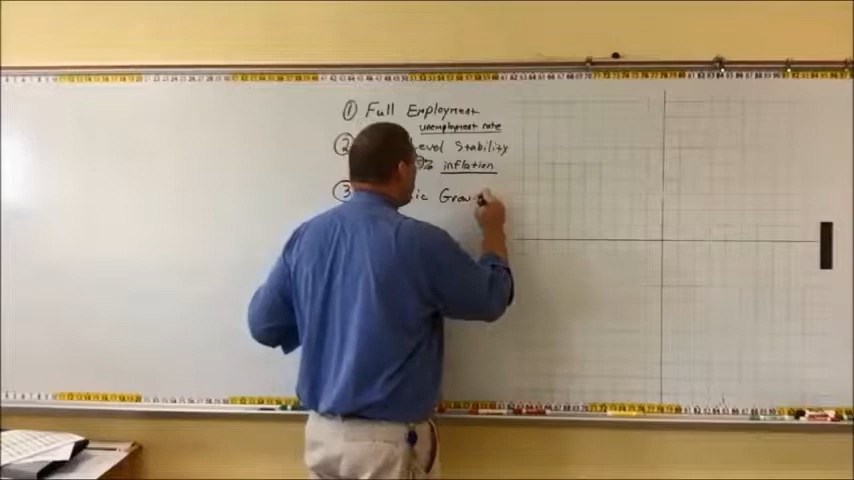 ① Full Employment
unemployment rate
② Level Stability
% inflation
③ ic Grow